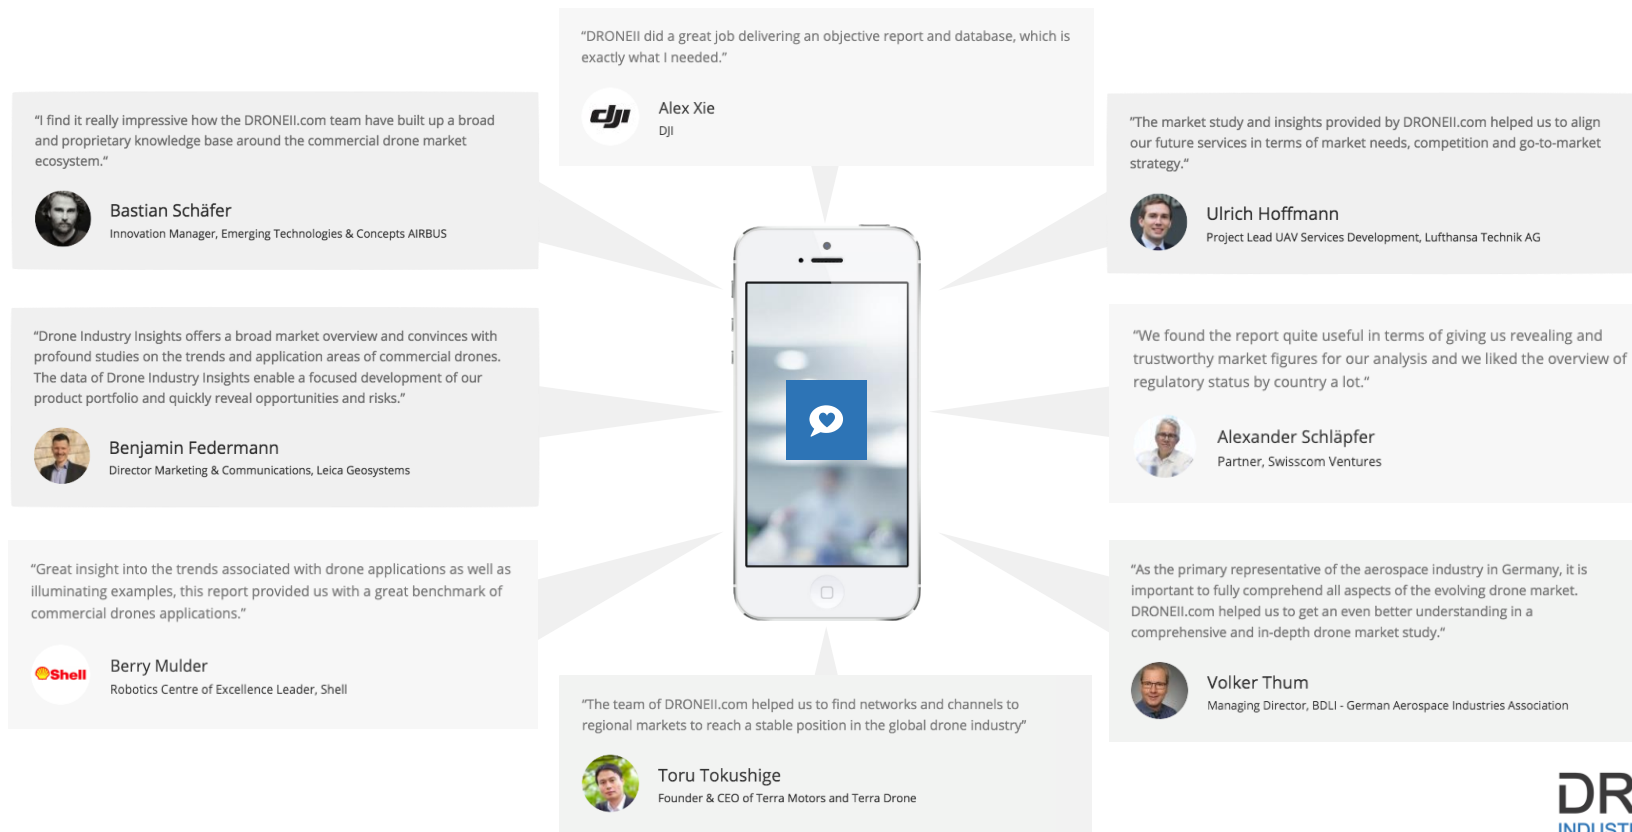 “DRONEII did a great job delivering an objective report and database, which is
exactly what I needed.”
dji
Alex Xie
DJI
“I find it really impressive how the DRONEII.com team have built up a broad
and proprietary knowledge base around the commercial drone market
ecosystem.“
Bastian Schäfer
Innovation Manager, Emerging Technologies & Concepts AIRBUS
“Drone Industry Insights offers a broad market overview and convinces with
profound studies on the trends and application areas of commercial drones.
The data of Drone Industry Insights enable a focused development of our
product portfolio and quickly reveal opportunities and risks.”
Benjamin Federmann
Director Marketing & Communications, Leica Geosystems
“Great insight into the trends associated with drone applications as well as
illuminating examples, this report provided us with a great benchmark of
commercial drones applications.”
Shell
Berry Mulder
Robotics Centre of Excellence Leader, Shell
“The team of DRONEII.com helped us to find networks and channels to
regional markets to reach a stable position in the global drone industry”
Toru Tokushige
Founder & CEO of Terra Motors and Terra Drone
”The market study and insights provided by DRONEII.com helped us to align
our future services in terms of market needs, competition and go-to-market
strategy.“
Ulrich Hoffmann
Project Lead UAV Services Development, Lufthansa Technik AG
“We found the report quite useful in terms of giving us revealing and
trustworthy market figures for our analysis and we liked the overview of
regulatory status by country a lot.“
Alexander Schläpfer
Partner, Swisscom Ventures
“As the primary representative of the aerospace industry in Germany, it is
important to fully comprehend all aspects of the evolving drone market.
DRONEII.com helped us to get an even better understanding in a
comprehensive and in-depth drone market study.“
Volker Thum
Managing Director, BDLI - German Aerospace Industries Association
DR
INDUSTI